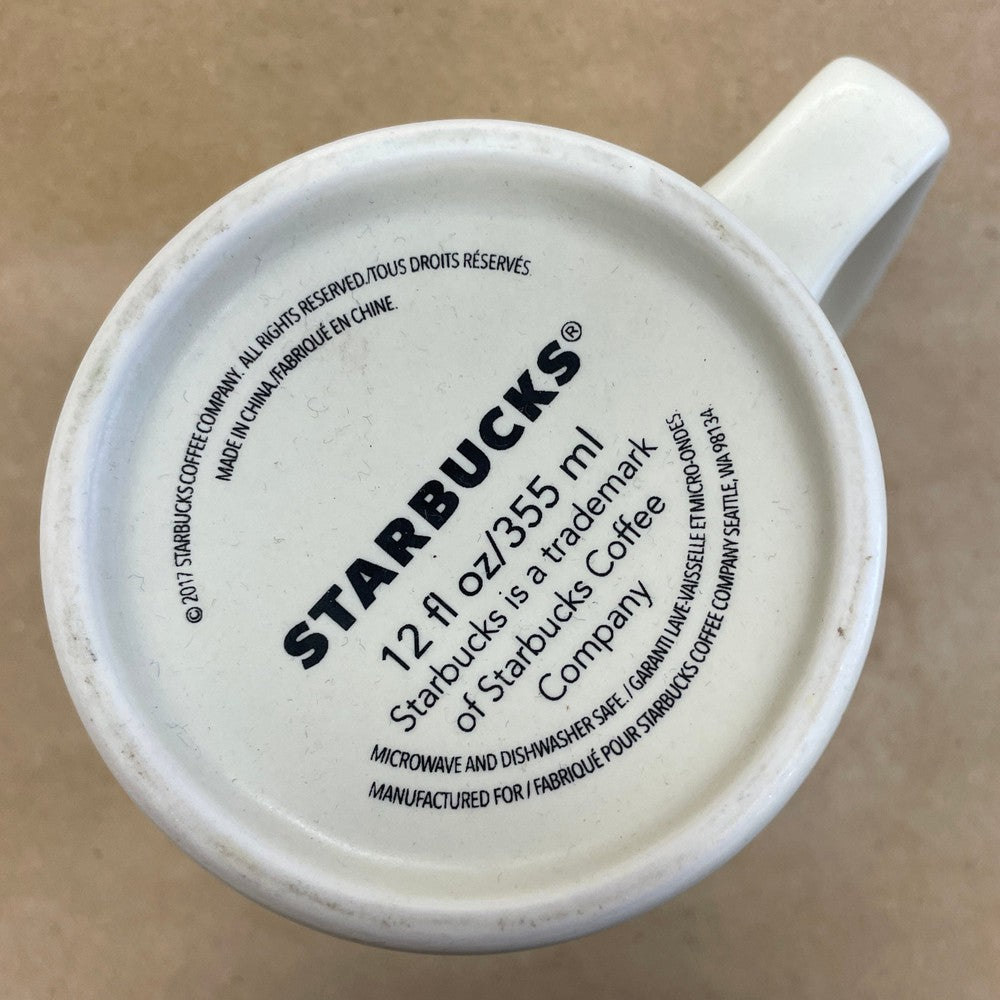 © 2017 STARBUCKS COFFEE COMPANY. ALL RIGHTS RESERVED./TOUS DROITS RÉSERVÉS.
MADE IN CHINA./FABRIQUÉ EN CHINE.
STARBUCKS®
12 fl oz/355 ml
Starbucks is a trademark
of Starbucks Coffee
Company
MICROWAVE AND DISHWASHER SAFE. / GARANTI LAVE-VAISSELLE ET MICRO-ONDES.
MANUFACTURED FOR / FABRIQUÉ POUR STARBUCKS COFFEE COMPANY SEATTLE, WA 98134.